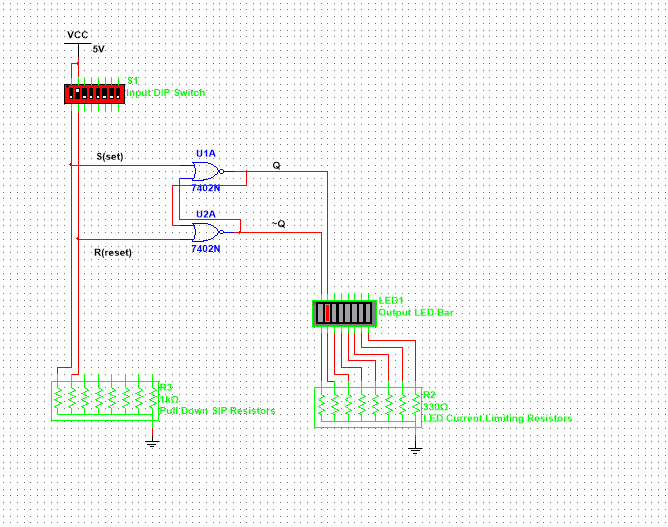 VCC
5V
S1
Input DIP Switch
S(set)
U1A
Q
7402N
U2A
~Q
7402N
R(reset)
LED1
Output LED Bar
R3
1kΩ
Pull Down SIP Resistors
R2
330Ω
LED Current Limiting Resistors